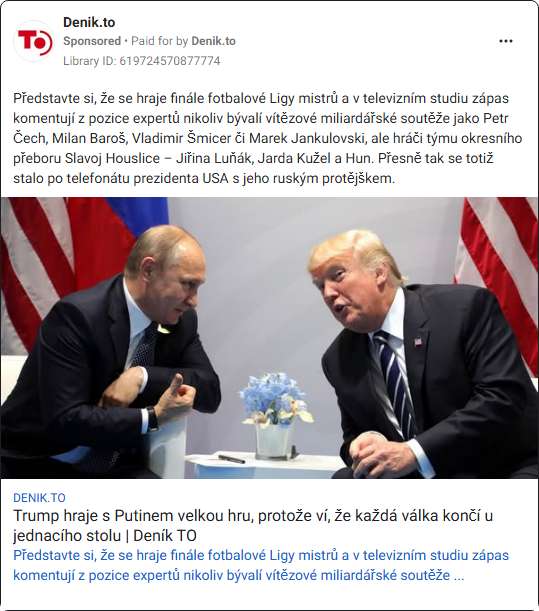 Denik.to
Sponsored • Paid for by Denik.to
Library ID: 619724570877774
TO
Představte si, že se hraje finále fotbalové Ligy mistrů a v televizním studiu zápas
komentují z pozice expertů nikoliv bývalí vítězové miliardářské soutěže jako Petr
Čech, Milan Baroš, Vladimir Šmicer či Marek Jankulovski, ale hráči týmu okresního
přeboru Slavoj Houslice – Jiřina Luňák, Jarda Kužel a Hun. Přesně tak se totiž
stalo po telefonátu prezidenta USA s jeho ruským protějškem.
DENIK.TO
Trump hraje s Putinem velkou hru, protože ví, že každá válka končí u
jednacího stolu | Deník TO
Představte si, že se hraje finále fotbalové Ligy mistrů a v televizním studiu zápas
komentují z pozice expertů nikoliv bývalí vítězové miliardářské soutěže ...